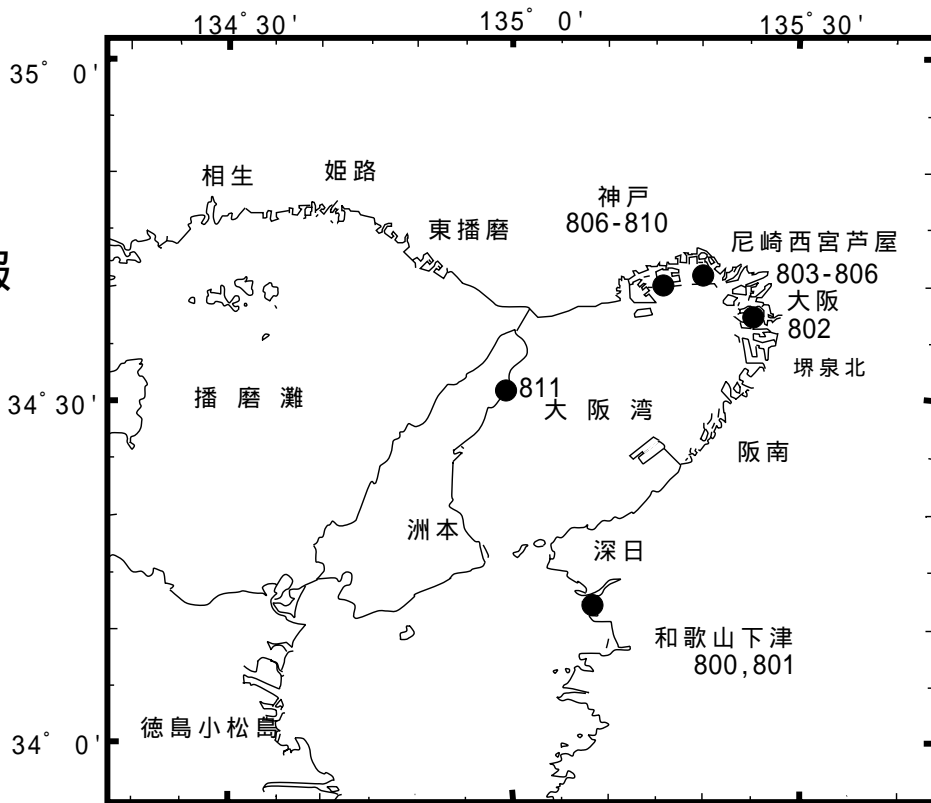 134° 30'
135° 0'
135° 30'
35° 0'
相生
姫路
神戸
806-810
東播磨
尼崎西宮芦屋
803-806
報
大阪
802
堺泉北
811
播磨灘
大阪湾
34° 30'
阪南
洲本
深日
和歌山下津
800,801
徳島小松島
34° 0'